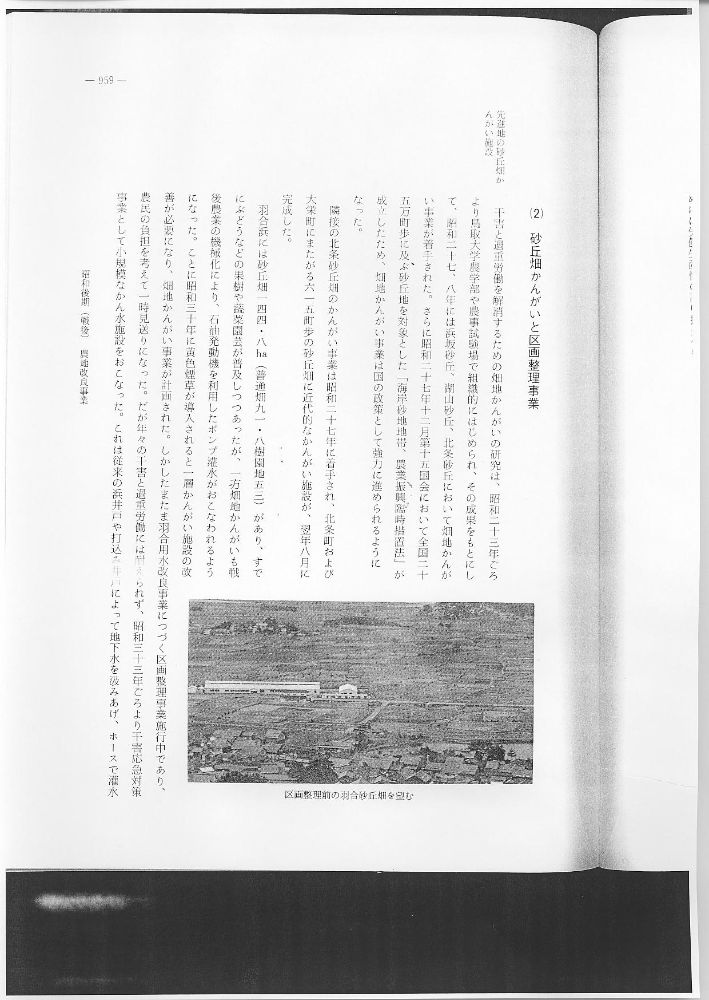 (2) 砂丘畑かんがいと区画整理事業
先進地の砂丘畑か
んがい施設
干害と過重労働を解消するための畑地かんがいの研究は、昭和二十三年ごろ
より鳥取大学農学部や農事試験場で組織的にはじめられ、その成果をもとにし
て、昭和二十七、八年には浜坂砂丘、湖山砂丘、北条砂丘において畑地かんが
い事業が着手された。さらに昭和二十七年十二月第十五国会において全国二十
五万町歩に及ぶ砂丘地を対象とした「海岸砂地地帯、農業振興臨時措置法」が
成立したため、畑地かんがい事業は国の政策として強力に進められるように
なった。
隣接の北条砂丘畑のかんがい事業は昭和二十七年に着手され、北条町および
大栄町にまたがる六一五町歩の砂丘畑に近代的なかんがい施設が、翌年八月に
完成した。
羽合浜には砂丘畑一四四・八ha（普通畑九一・八樹園地五三）があり、すで
にぶどうなどの果樹や蔬菜園芸が普及しつつあったが、一方畑地かんがいも戦
後農業の機械化により、石油発動機を利用したポンプ灌水がおこなわれるよう
になった。ことに昭和三十年に黄色煙草が導入されると一層かんがい施設の改
善が必要になり、畑地かんがい事業が計画された。しかしたまたま羽合用水改良事業につづく区画整理事業施行中であり、
農民の負担を考えて一時見送りになった。だが年々の干害と過重労働には耐えられず、昭和三十三年ごろより干害応急対策
事業として小規模なかん水施設をおこなった。これは従来の浜井戸や打込み井戸によって地下水を汲みあげ、ホースで灌水
区画整理前の羽合砂丘畑を望む
昭和後期（戦後） 農地改良事業
— 959 —